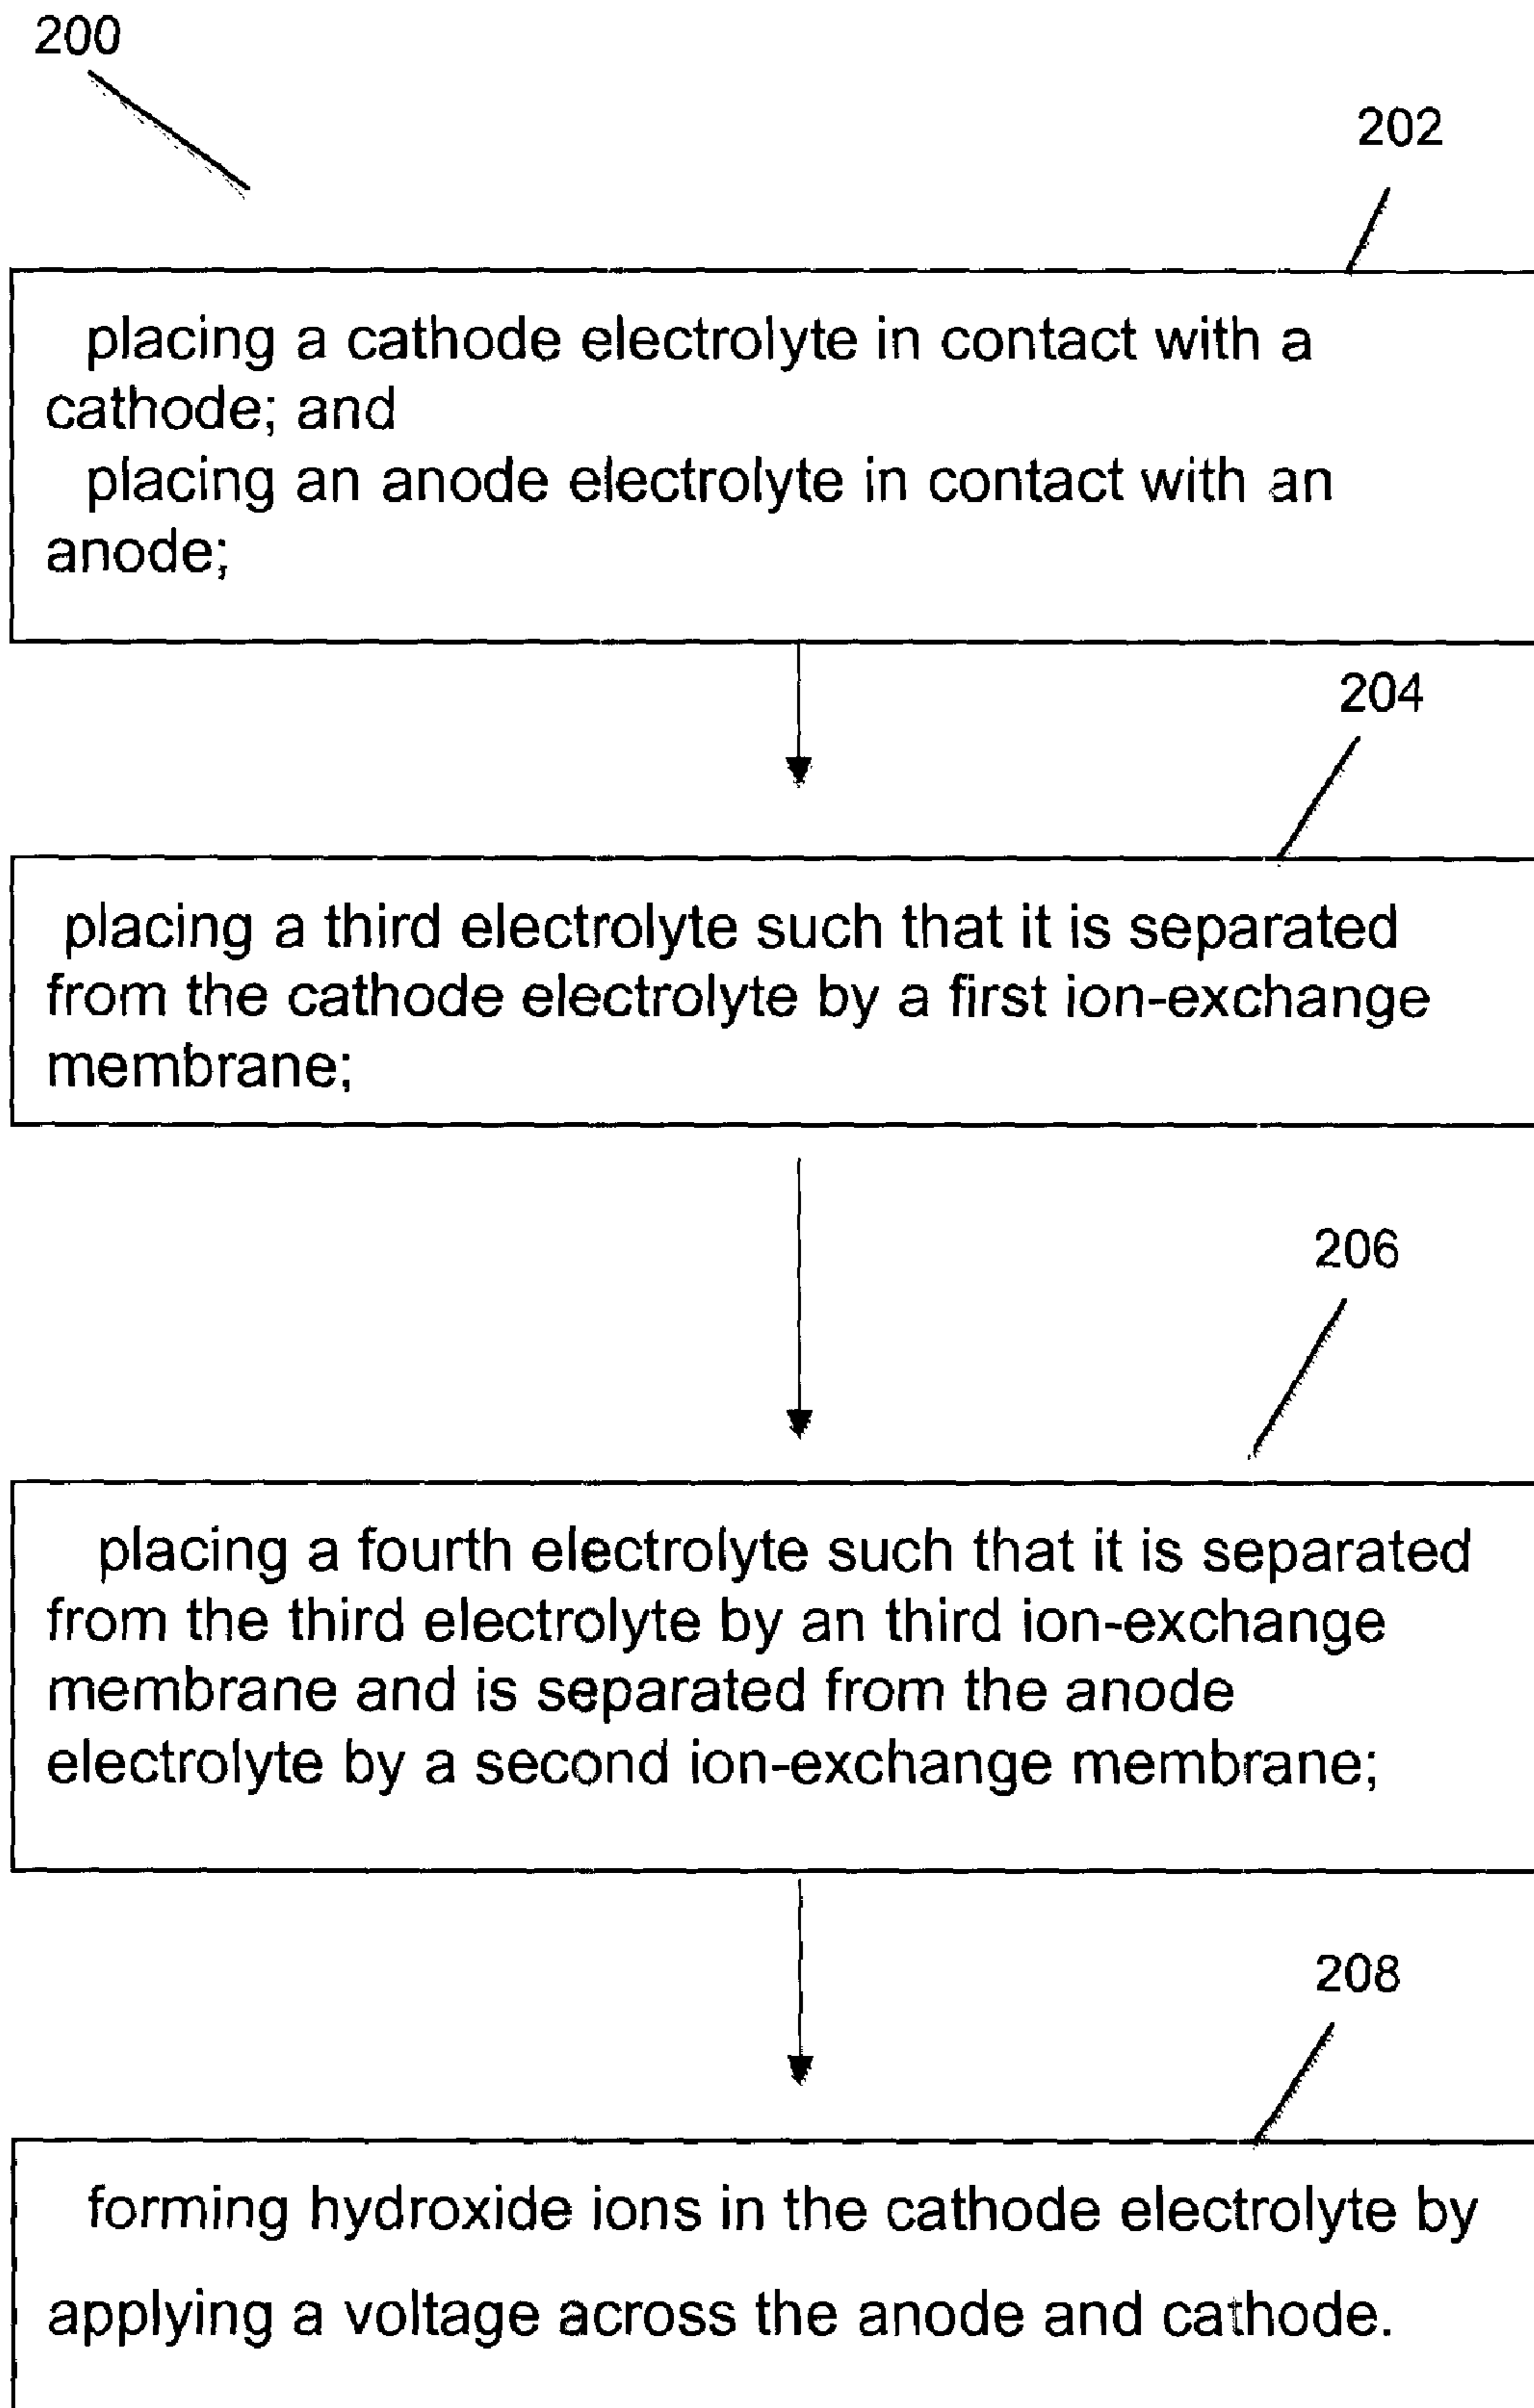 200
202
placing a cathode electrolyte in contact with a
cathode; and
placing an anode electrolyte in contact with an
anode;
204
placing a third electrolyte such that it is separated
from the cathode electrolyte by a first ion-exchange
membrane;
206
placing a fourth electrolyte such that it is separated
from the third electrolyte by an third ion-exchange
membrane and is separated from the anode
electrolyte by a second ion-exchange membrane;
208
forming hydroxide ions in the cathode electrolyte by
applying a voltage across the anode and cathode.